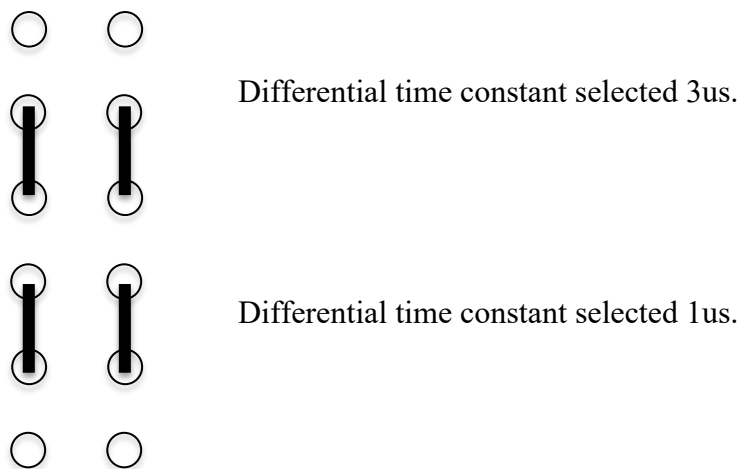 Differential time constant selected 3us.
Differential time constant selected 1us.